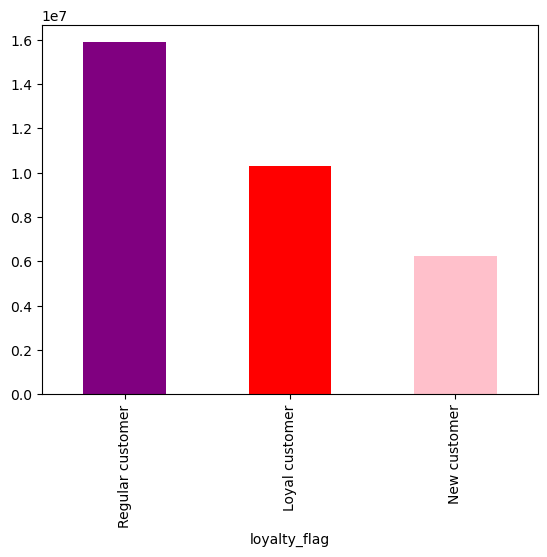 1e7
1.6
1.4
1.2
1.0
0.8
0.6
0.4
0.2
0.0
Regular customer
Loyal customer
New customer
loyalty_flag